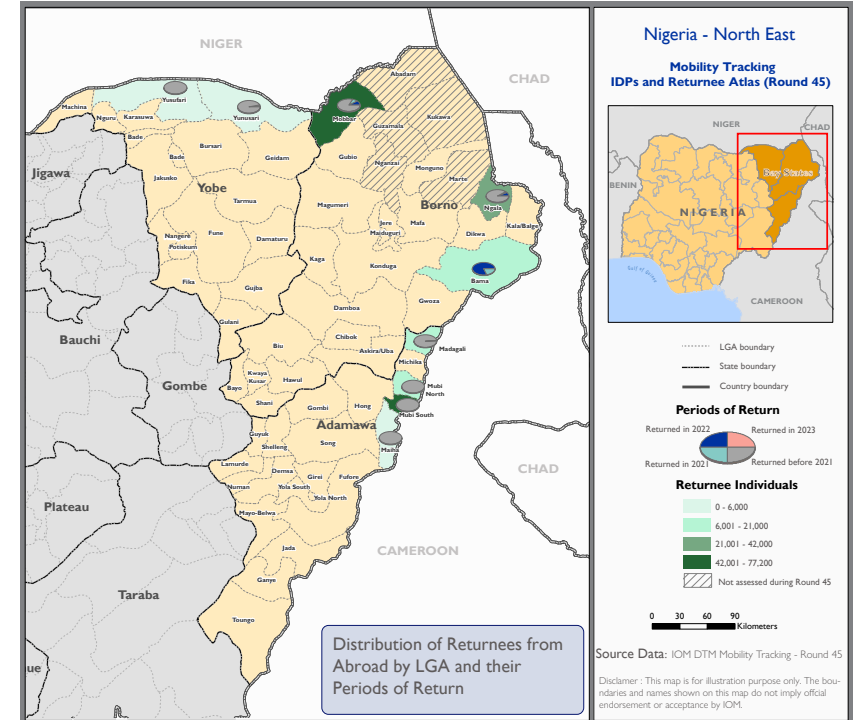 NIGER
CHAD
Abadam
Machina
Yusufari
Yunusari
Mobbar
Nguru
Karasuwa
Guzamala
Kukawa
Bade
Bursari
Bade
Geidam
Gubio
Nganzai
Monguno
Marte
Jigawa
Jakusko
Yobe
Tarmua
Magumeri
Borno
Ngala
Jere
Mafa
Maiduguri
Kala/Balge
Nangere
Fune
Damaturu
Dikwa
Potiskum
Kaga
Konduga
Bama
Fika
Gujba
Gwoza
Damboa
Gulani
Bauchi
Biu
Chibok
Askira/Uba
Madagali
Michika
Gombe
Kwaya
Kusar
Bayo
Hawul
Mubi
North
Shani
Gombi
Hong
Mubi South
Adamawa
Guyuk
Shelleng
Song
Maiha
Lamurde
Demsa
Girei
Fufore
Numan
Yola South
Yola North
CHAD
Plateau
Mayo-Belwa
CAMEROON
Jada
Taraba
Ganye
Toungo
ue
Distribution of Returnees from
Abroad by LGA and their
Periods of Return
Nigeria - North East
Mobility Tracking
IDPs and Returnee Atlas (Round 45)
NIGER
CHAD
BENIN
Bay States
NIGERIA
Gulf of Benin
CAMEROON
LGA boundary
State boundary
Country boundary
Periods of Return
Returned in 2022
Returned in 2023
Returned in 2021
Returned before 2021
Returnee Individuals
0 - 6,000
6,001 - 21,000
21,001 - 42,000
42,001 - 77,200
Not assessed during Round 45
0 30 60 90
Kilometers
Source Data: IOM DTM Mobility Tracking - Round 45
Disclaimer : This map is for illustration purpose only. The bou-
ndaries and names shown on this map do not imply offcial
endorsement or acceptance by IOM.